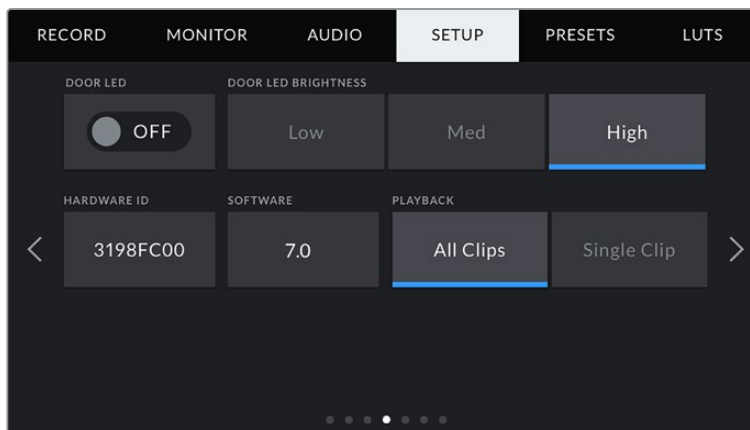 RECORD MONITOR AUDIO SETUP PRESETS LUTS
DOOR LED DOOR LED BRIGHTNESS
OFF Low Med High
HARDWARE ID SOFTWARE PLAYBACK
3198FC00 7.0 All Clips Single Clip